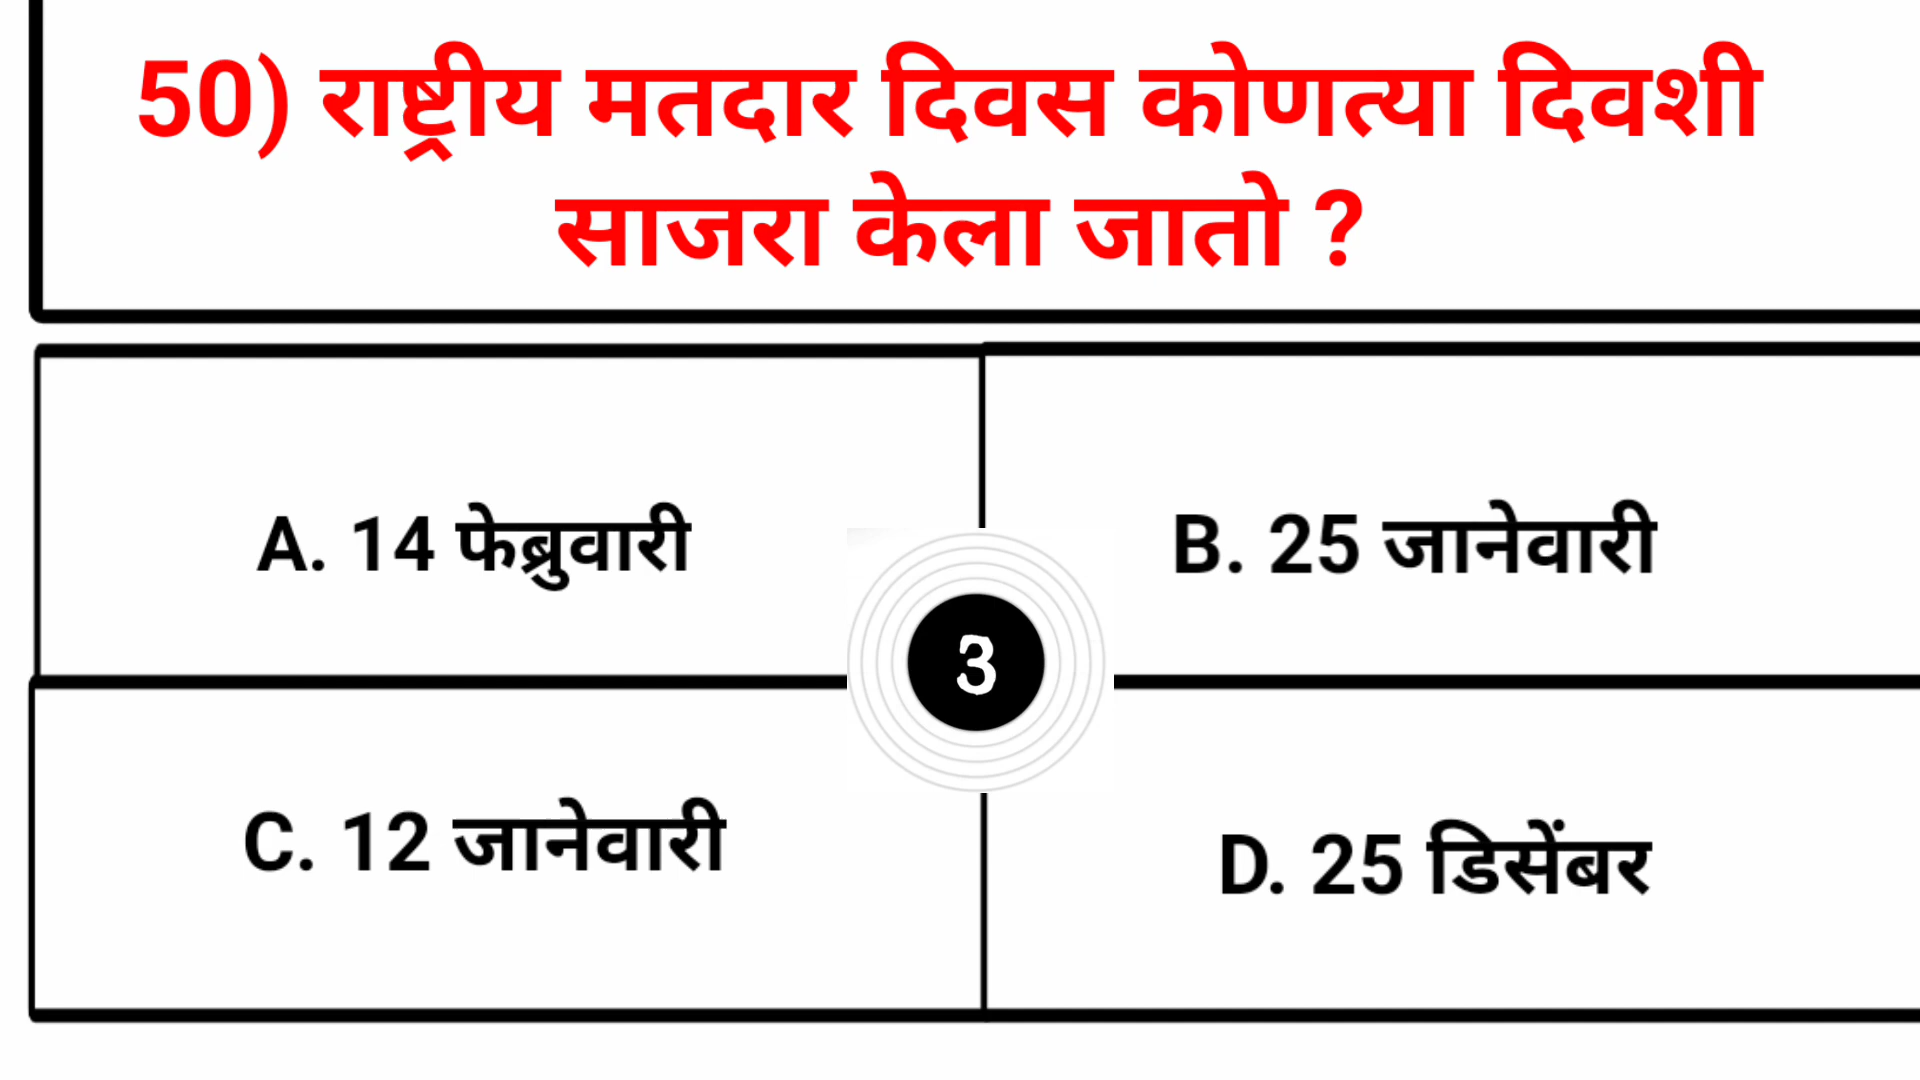 50) राष्ट्रीय मतदार दिवस कोणत्या दिवशी
साजरा केला जातो ?
A. 14 फेब्रुवारी
B. 25 जानेवारी
3
C. 12 जानेवारी
D. 25 डिसेंबर